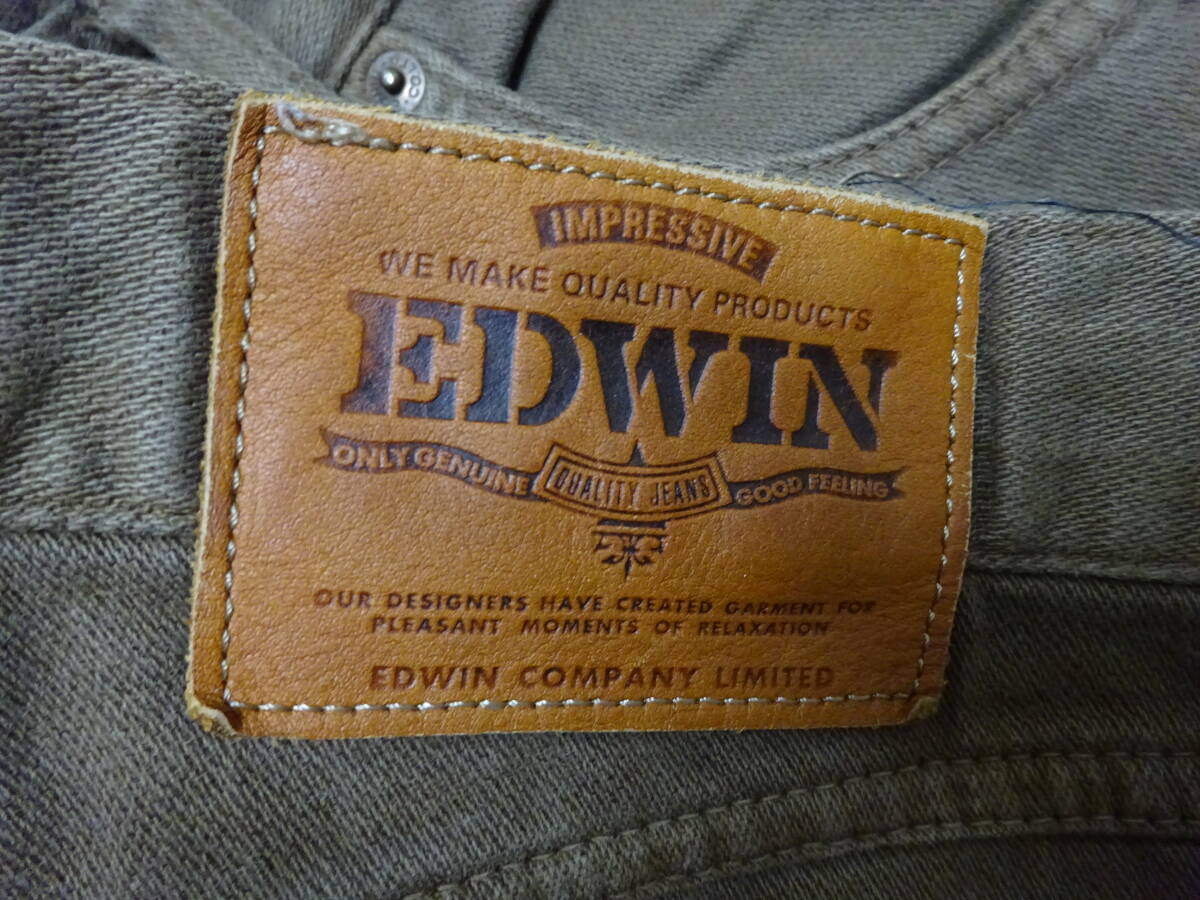 IMPRESSIVE
WE MAKE QUALITY PRODUCTS
EDWIN
ONLY GENUINE QUALITY JEANS GOOD FEELING
OUR DESIGNERS HAVE CREATED GARMENT FOR
PLEASANT MOMENTS OF RELAXATION
EDWIN COMPANY LIMITED